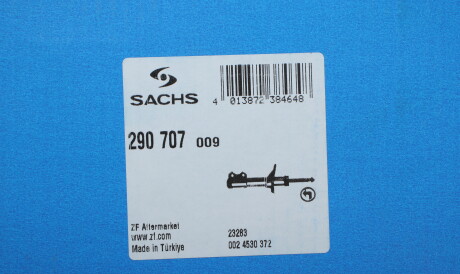 SACHS
4 013872 384648
290 707 009
ZF Aftermarket
www.zf.com
Made in Türkiye
23283
002 4530 372